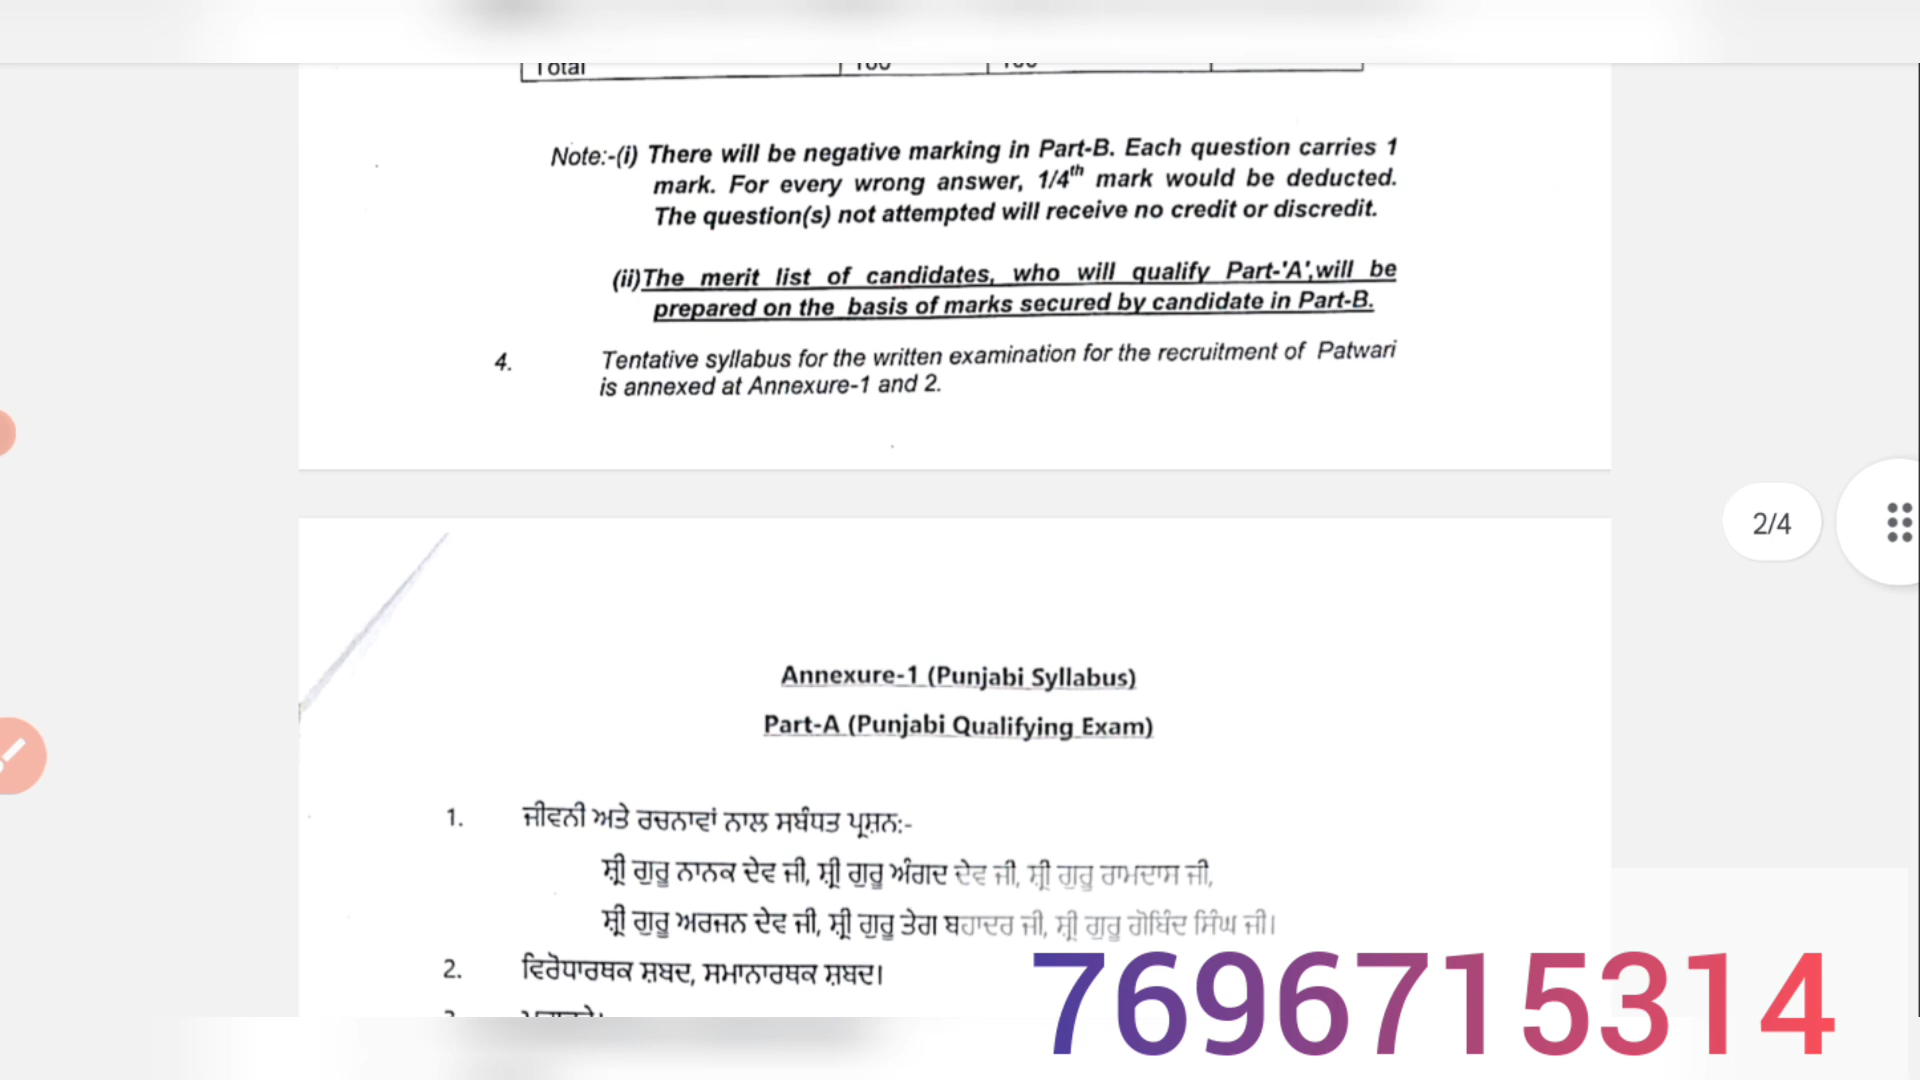 Total 100 100
Note:-(i) There will be negative marking in Part-B. Each question carries 1
mark. For every wrong answer, 1/4th mark would be deducted.
The question(s) not attempted will receive no credit or discredit.
(ii)The merit list of candidates, who will qualify Part-'A',will be
prepared on the basis of marks secured by candidate in Part-B.
4. Tentative syllabus for the written examination for the recruitment of Patwari
is annexed at Annexure-1 and 2.
2/4
Annexure-1 (Punjabi Syllabus)
Part-A (Punjabi Qualifying Exam)
1. ਜੀਵਨੀ ਅਤੇ ਰਚਨਾਵਾਂ ਨਾਲ ਸਬੰਧਤ ਪ੍ਰਸ਼ਨ:-
ਸ਼੍ਰੀ ਗੁਰੂ ਨਾਨਕ ਦੇਵ ਜੀ, ਸ਼੍ਰੀ ਗੁਰੂ ਅੰਗਦ ਦੇਵ ਜੀ, ਸ਼੍ਰੀ ਗੁਰੂ ਰਾਮਦਾਸ ਜੀ,
ਸ਼੍ਰੀ ਗੁਰੂ ਅਰਜਨ ਦੇਵ ਜੀ, ਸ਼੍ਰੀ ਗੁਰੂ ਤੇਗ ਬਹਾਦਰ ਜੀ, ਸ਼੍ਰੀ ਗੁਰੂ ਗੋਬਿੰਦ ਸਿੰਘ ਜੀ।
2. ਵਿਰੋਧਾਰਥਕ ਸ਼ਬਦ, ਸਮਾਨਾਰਥਕ ਸ਼ਬਦ।
7696715314